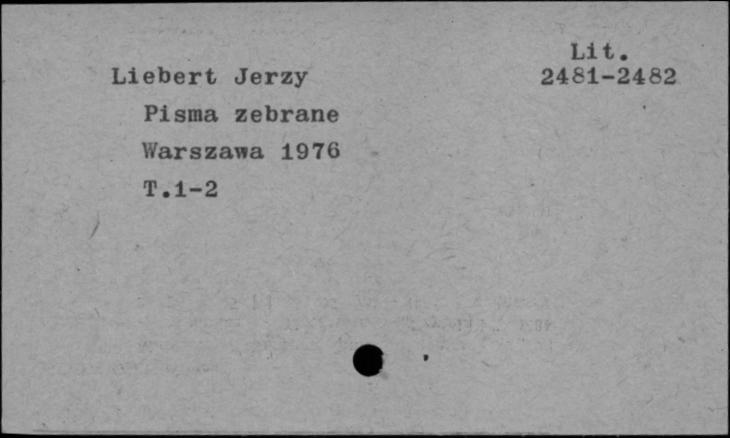 Lit.
Liebert Jerzy 2481-2482
Pisma zebrane
Warszawa 1976
T.1-2